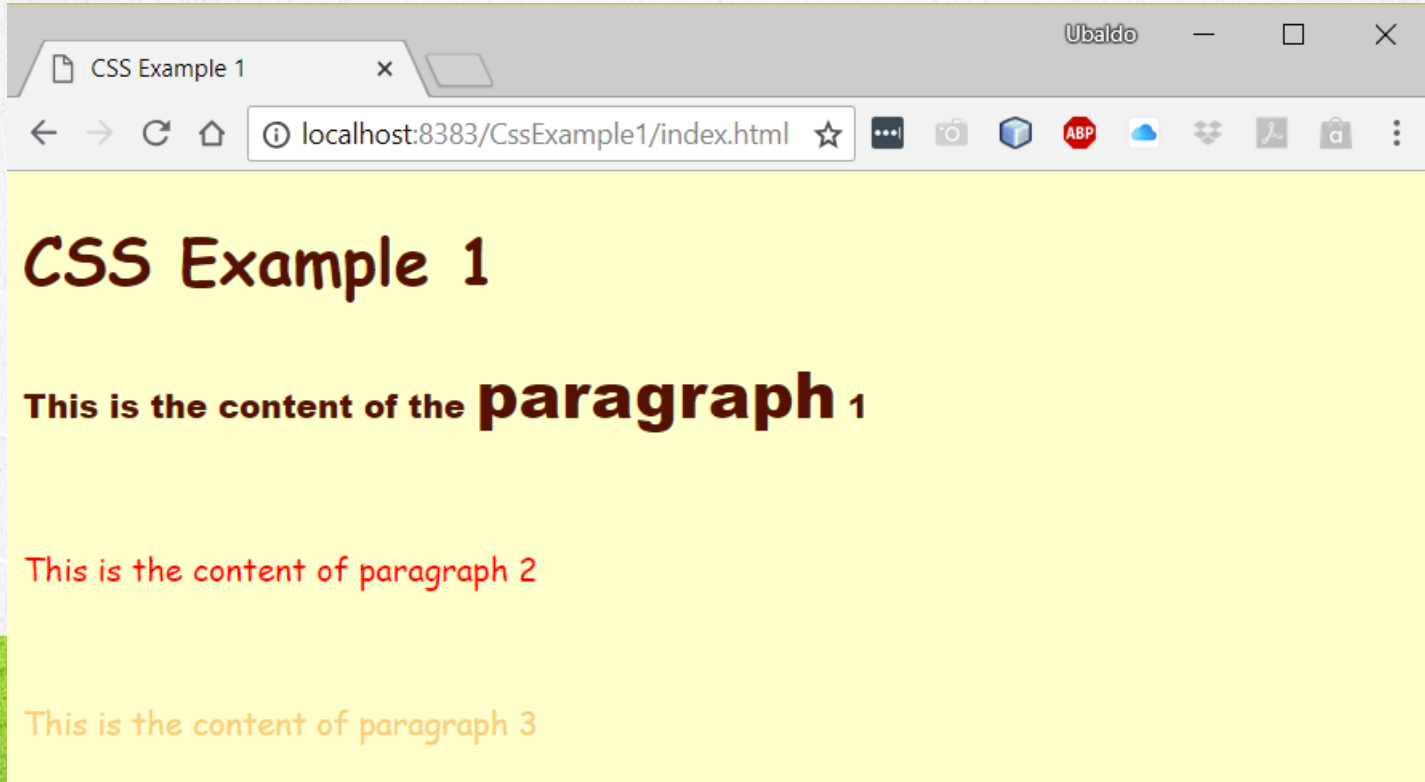 Ubaldo
CSS Example 1
localhost:8383/CssExample1/index.html
ABP
CSS Example 1
This is the content of the paragraph 1
This is the content of paragraph 2
This is the content of paragraph 3